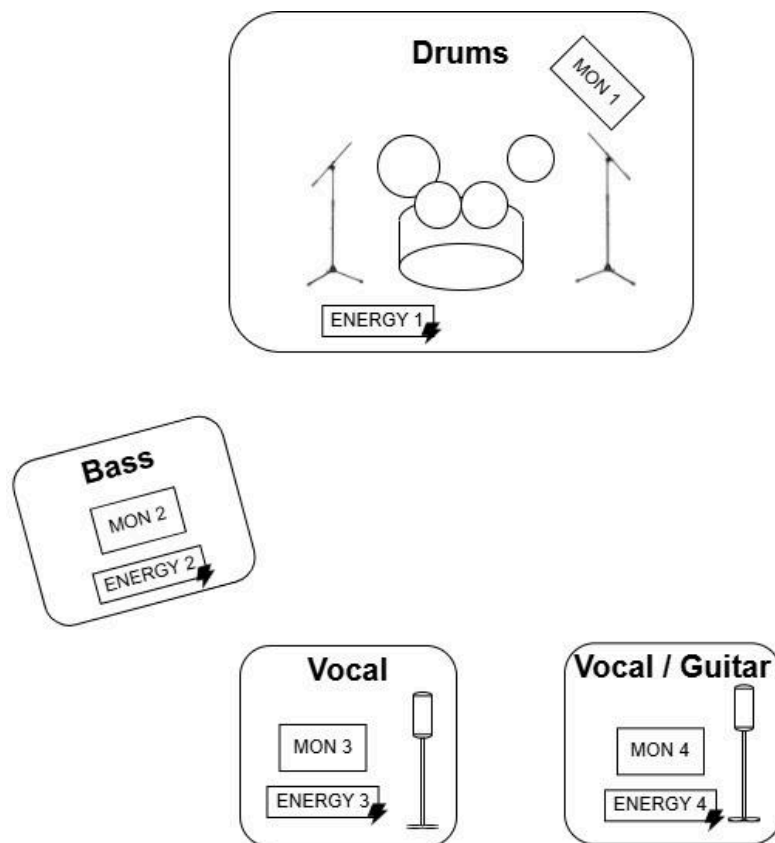 Drums
MON 1
ENERGY 1
Bass
MON 2
ENERGY 2
Vocal
MON 3
ENERGY 3
Vocal / Guitar
MON 4
ENERGY 4